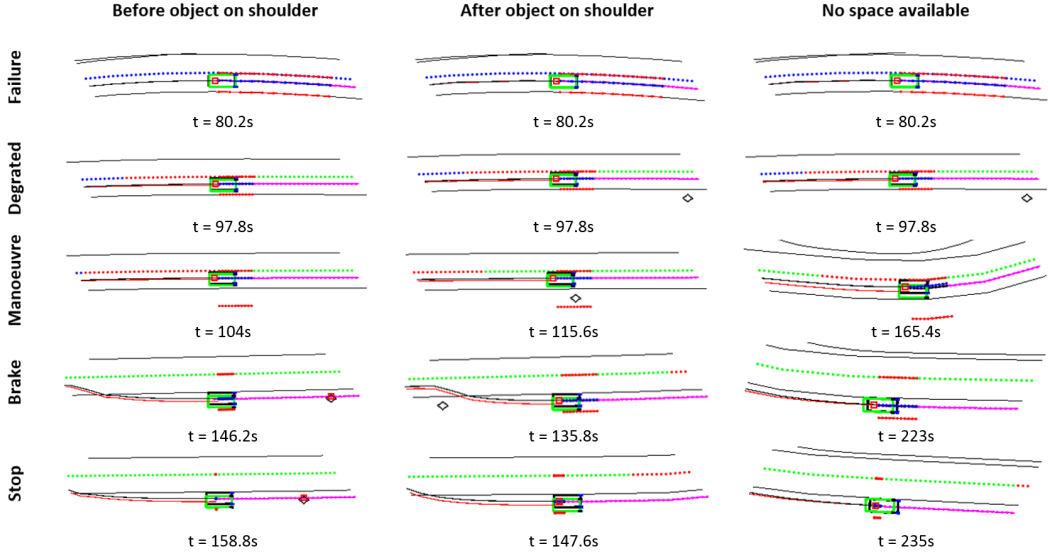 Before object on shoulder After object on shoulder No space available
Failure
t = 80.2s t = 80.2s t = 80.2s
Degrated
t = 97.8s t = 97.8s t = 97.8s
Manoeuvre
t = 104s t = 115.6s t = 165.4s
Brake
t = 146.2s t = 135.8s t = 223s
Stop
t = 158.8s t = 147.6s t = 235s